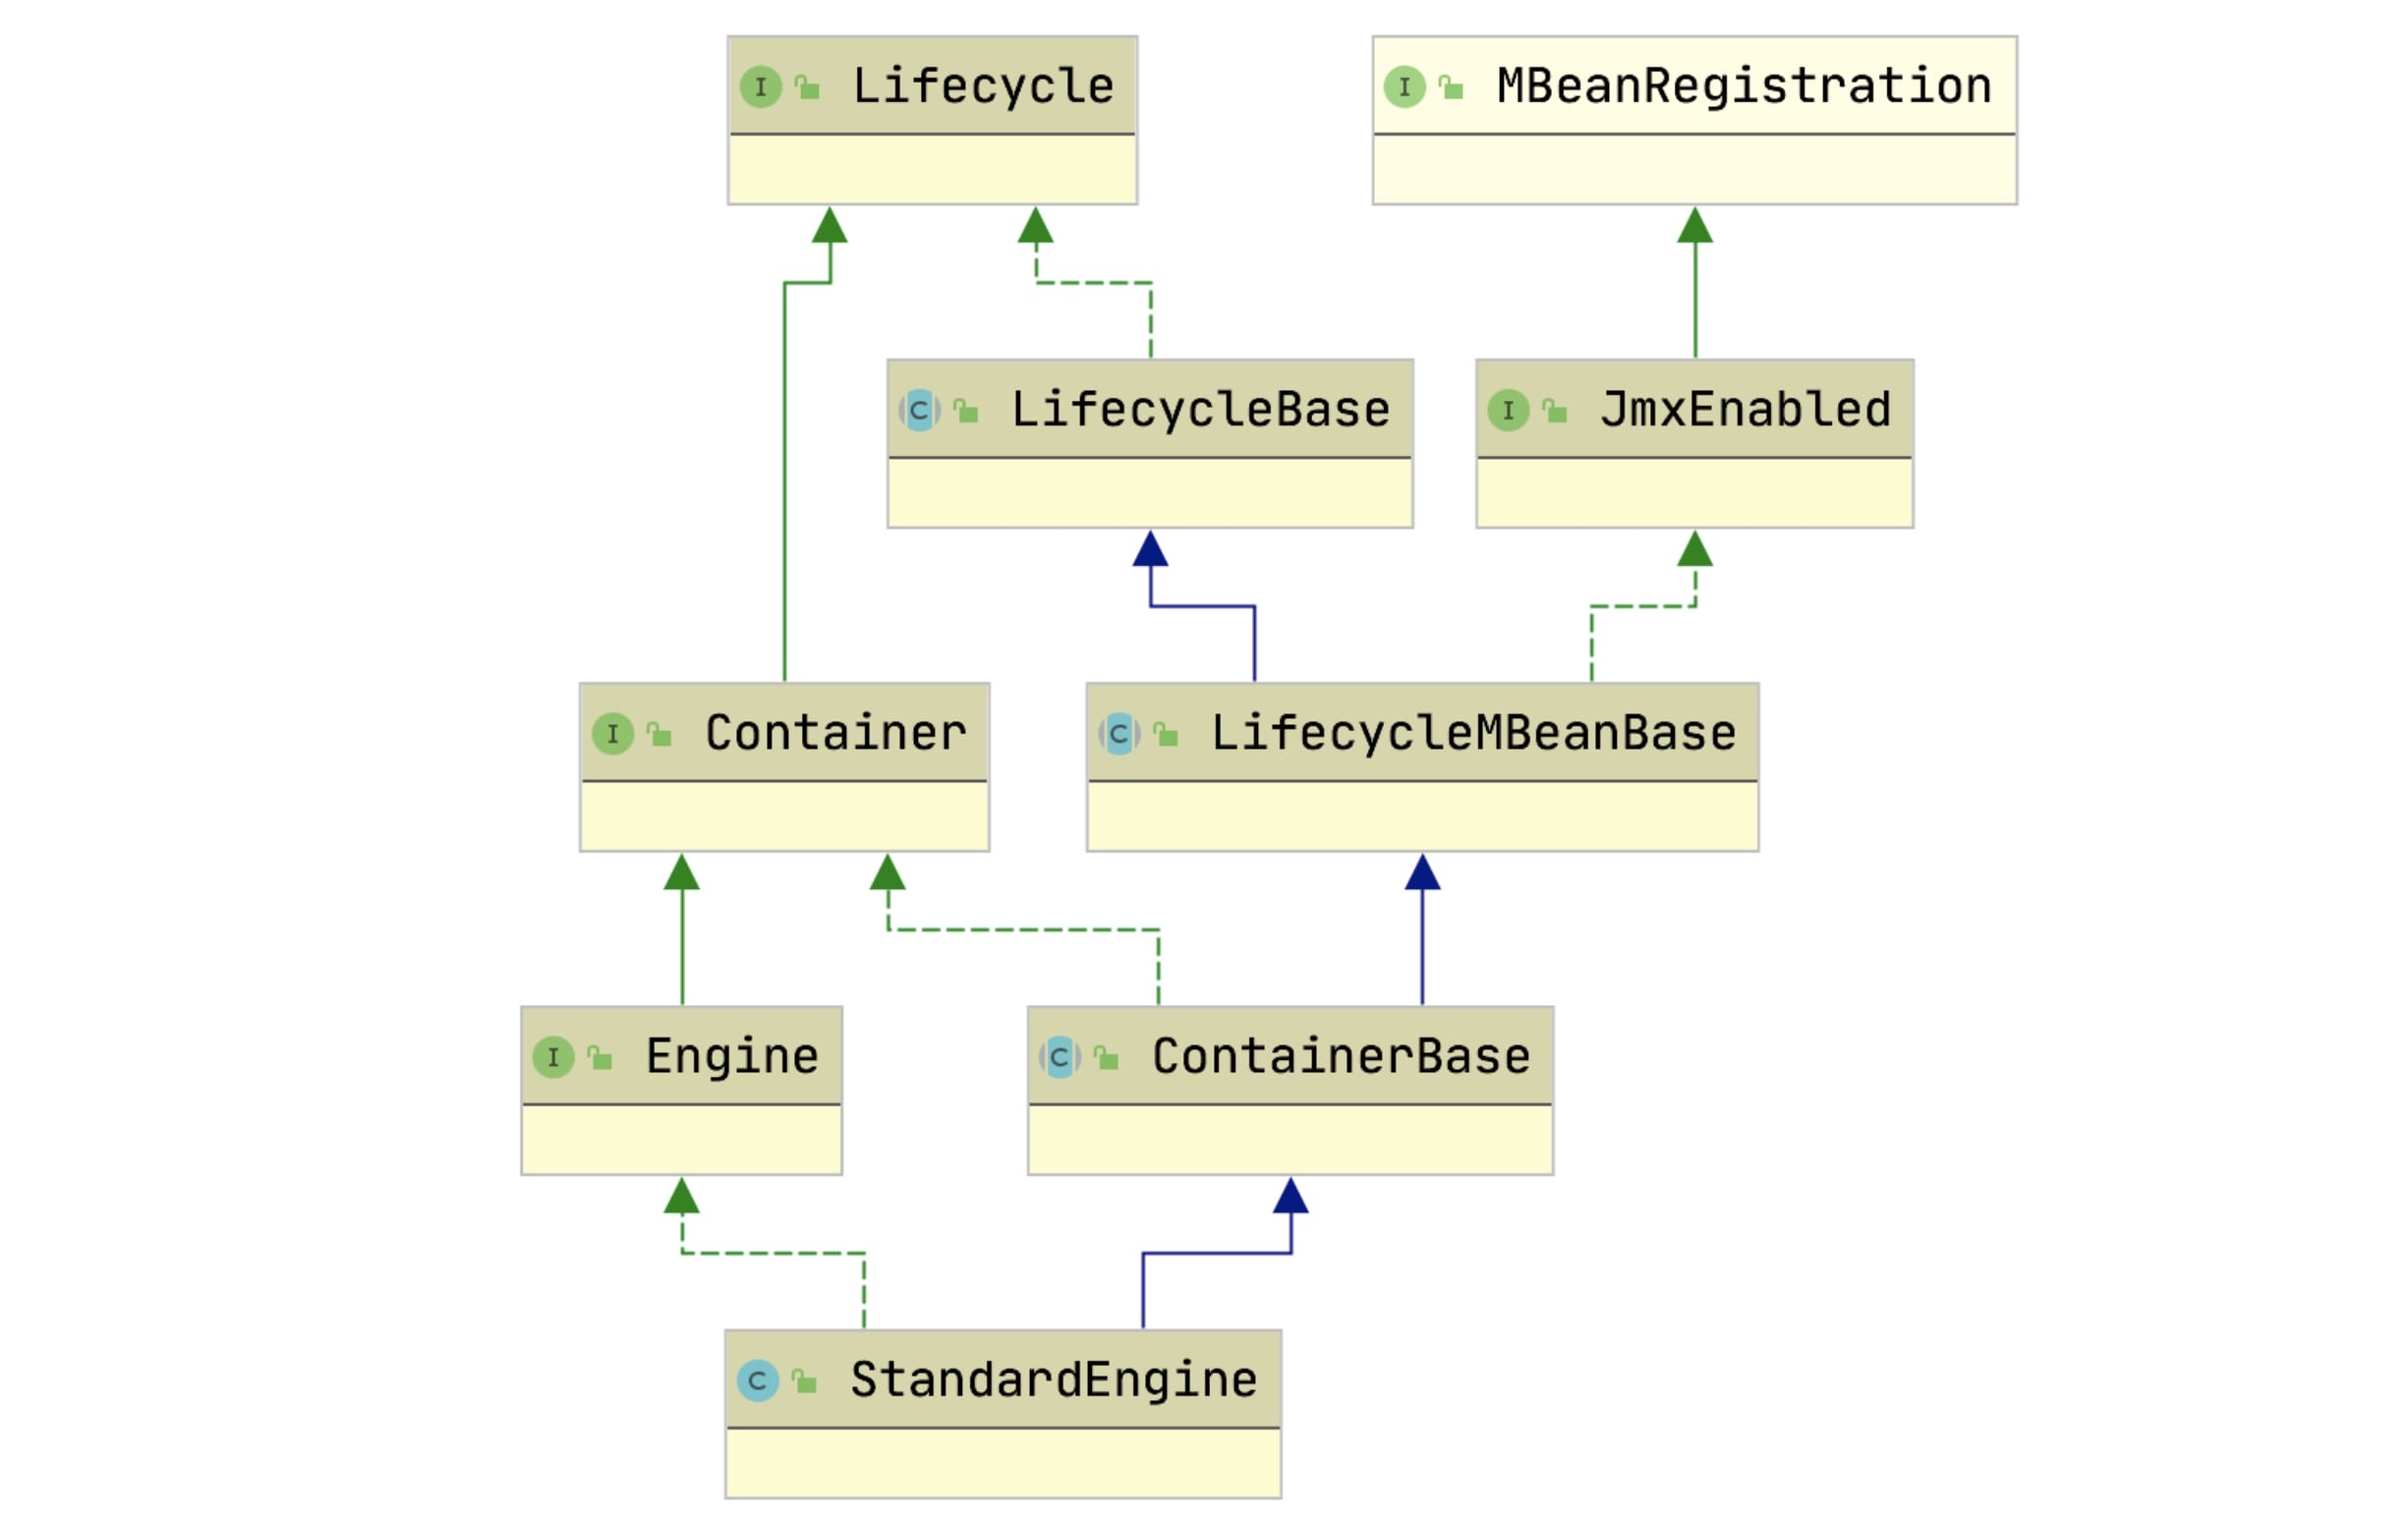 I Lifecycle
I MBeanRegistration
C LifecycleBase
I JmxEnabled
I Container
C LifecycleMBeanBase
I Engine
C ContainerBase
C StandardEngine